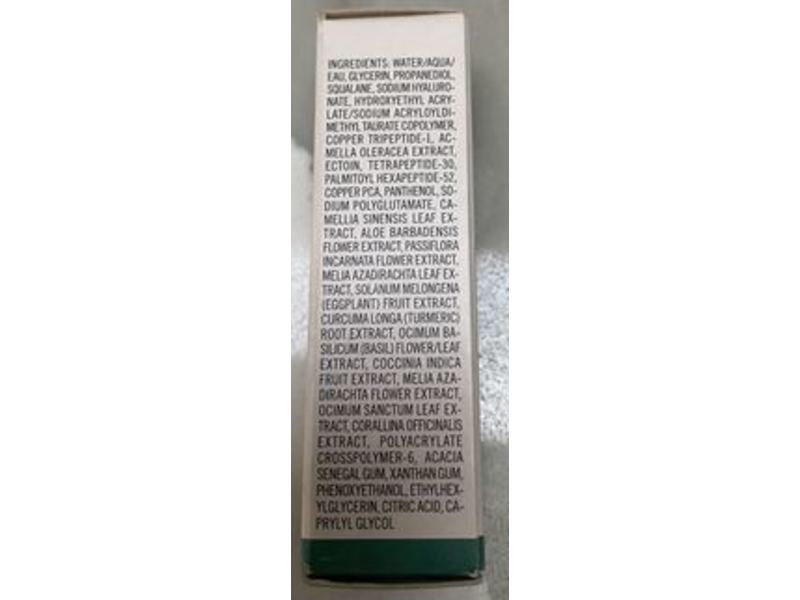 INGREDIENTS: WATER/AQUA/
EAU, GLYCERIN, PROPANEDIOL,
SQUALANE, SODIUM HYALURO-
NATE, HYDROXYETHYL ACRY-
LATE/SODIUM ACRYLOYLDI-
METHYL TAURATE COPOLYMER,
COPPER TRIPEPTIDE-1, AC-
MELLA OLERACEA EXTRACT,
ECTOIN, TETRAPEPTIDE-30,
PALMITOYL HEXAPEPTIDE-52,
COPPER PCA, PANTHENOL, SO-
DIUM POLYGLUTAMATE, CA-
MELLIA SINENSIS LEAF EX-
TRACT, ALOE BARBADENSIS
FLOWER EXTRACT, PASSIFLORA
INCARNATA FLOWER EXTRACT,
MELIA AZADIRACHTA LEAF EX-
TRACT, SOLANUM MELONGENA
(EGGPLANT) FRUIT EXTRACT,
CURCUMA LONGA (TURMERIC)
ROOT EXTRACT, OCIMUM BA-
SILICUM (BASIL) FLOWER/LEAF
EXTRACT, COCCINIA INDICA
FRUIT EXTRACT, MELIA AZA-
DIRACHTA FLOWER EXTRACT,
OCIMUM SANCTUM LEAF EX-
TRACT, CORALLINA OFFICINALIS
EXTRACT, POLYACRYLATE
CROSSPOLYMER-6, ACACIA
SENEGAL GUM, XANTHAN GUM,
PHENOXYETHANOL, ETHYLHEX-
YLGLYCERIN, CITRIC ACID, CA-
PRYLYL GLYCOL